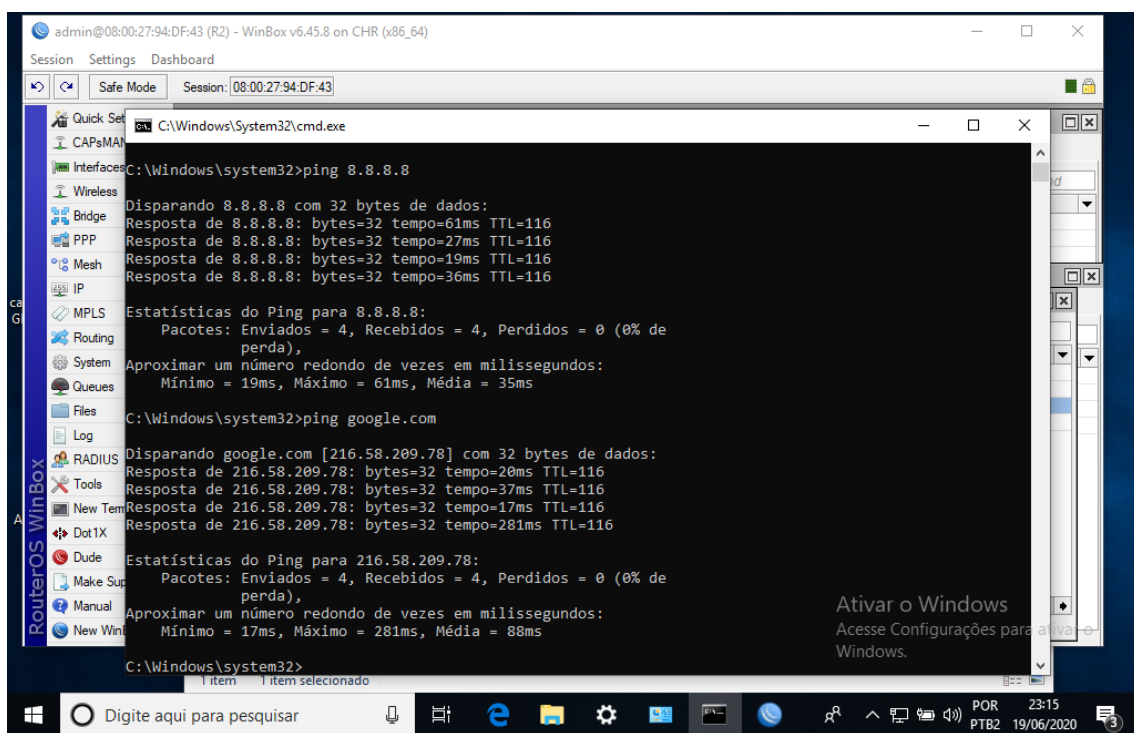 admin@08:00:27:94:DF:43 (R2) - WinBox v6.45.8 on CHR (x86_64)
Session Settings Dashboard
Safe Mode Session: 08:00:27:94:DF:43
Quick Set
CAPsMAN
Interfaces
Wireless
Bridge
PPP
Mesh
IP
MPLS
Routing
System
Queues
Files
Log
RADIUS
Tools
New Tem
Dot1X
Dude
Make Sup
Manual
New Win
RouterOS WinBox
C:\Windows\System32\cmd.exe
C:\Windows\system32>ping 8.8.8.8
Disparando 8.8.8.8 com 32 bytes de dados:
Resposta de 8.8.8.8: bytes=32 tempo=61ms TTL=116
Resposta de 8.8.8.8: bytes=32 tempo=27ms TTL=116
Resposta de 8.8.8.8: bytes=32 tempo=19ms TTL=116
Resposta de 8.8.8.8: bytes=32 tempo=36ms TTL=116
Estatísticas do Ping para 8.8.8.8:
Pacotes: Enviados = 4, Recebidos = 4, Perdidos = 0 (0% de
perda),
Aproximar um número redondo de vezes em milissegundos:
Mínimo = 19ms, Máximo = 61ms, Média = 35ms
C:\Windows\system32>ping google.com
Disparando google.com [216.58.209.78] com 32 bytes de dados:
Resposta de 216.58.209.78: bytes=32 tempo=20ms TTL=116
Resposta de 216.58.209.78: bytes=32 tempo=37ms TTL=116
Resposta de 216.58.209.78: bytes=32 tempo=17ms TTL=116
Resposta de 216.58.209.78: bytes=32 tempo=281ms TTL=116
Estatísticas do Ping para 216.58.209.78:
Pacotes: Enviados = 4, Recebidos = 4, Perdidos = 0 (0% de
perda),
Aproximar um número redondo de vezes em milissegundos:
Mínimo = 17ms, Máximo = 281ms, Média = 88ms
C:\Windows\system32>
Ativar o Windows
Acesse Configurações para ativar o
Windows.
1 item 1 item selecionado
Digite aqui para pesquisar
POR
PTB2
23:15
19/06/2020
3